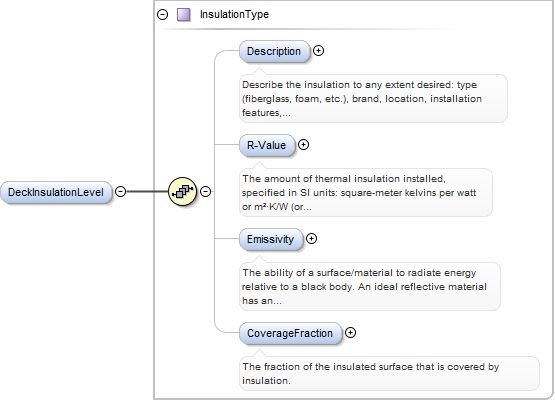 InsulationType
Description
Describe the insulation to any extent desired: type
(fiberglass, foam, etc.), brand, location, installation
features,...
R-Value
The amount of thermal insulation installed,
specified in SI units: square-meter kelvins per watt
or m²·K/W (or...
DeckInsulationLevel
Emissivity
The ability of a surface/material to radiate energy
relative to a black body. An ideal reflective material
has an...
CoverageFraction
The fraction of the insulated surface that is covered by
insulation.